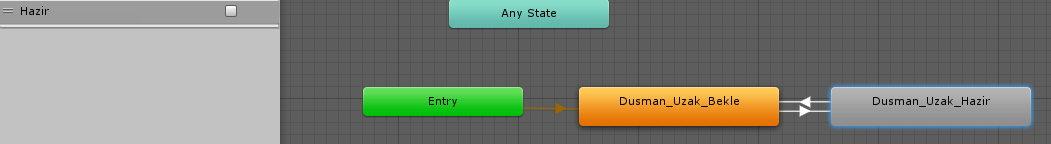 Hazir
Any State
Entry
Dusman_Uzak_Bekle
Dusman_Uzak_Hazir